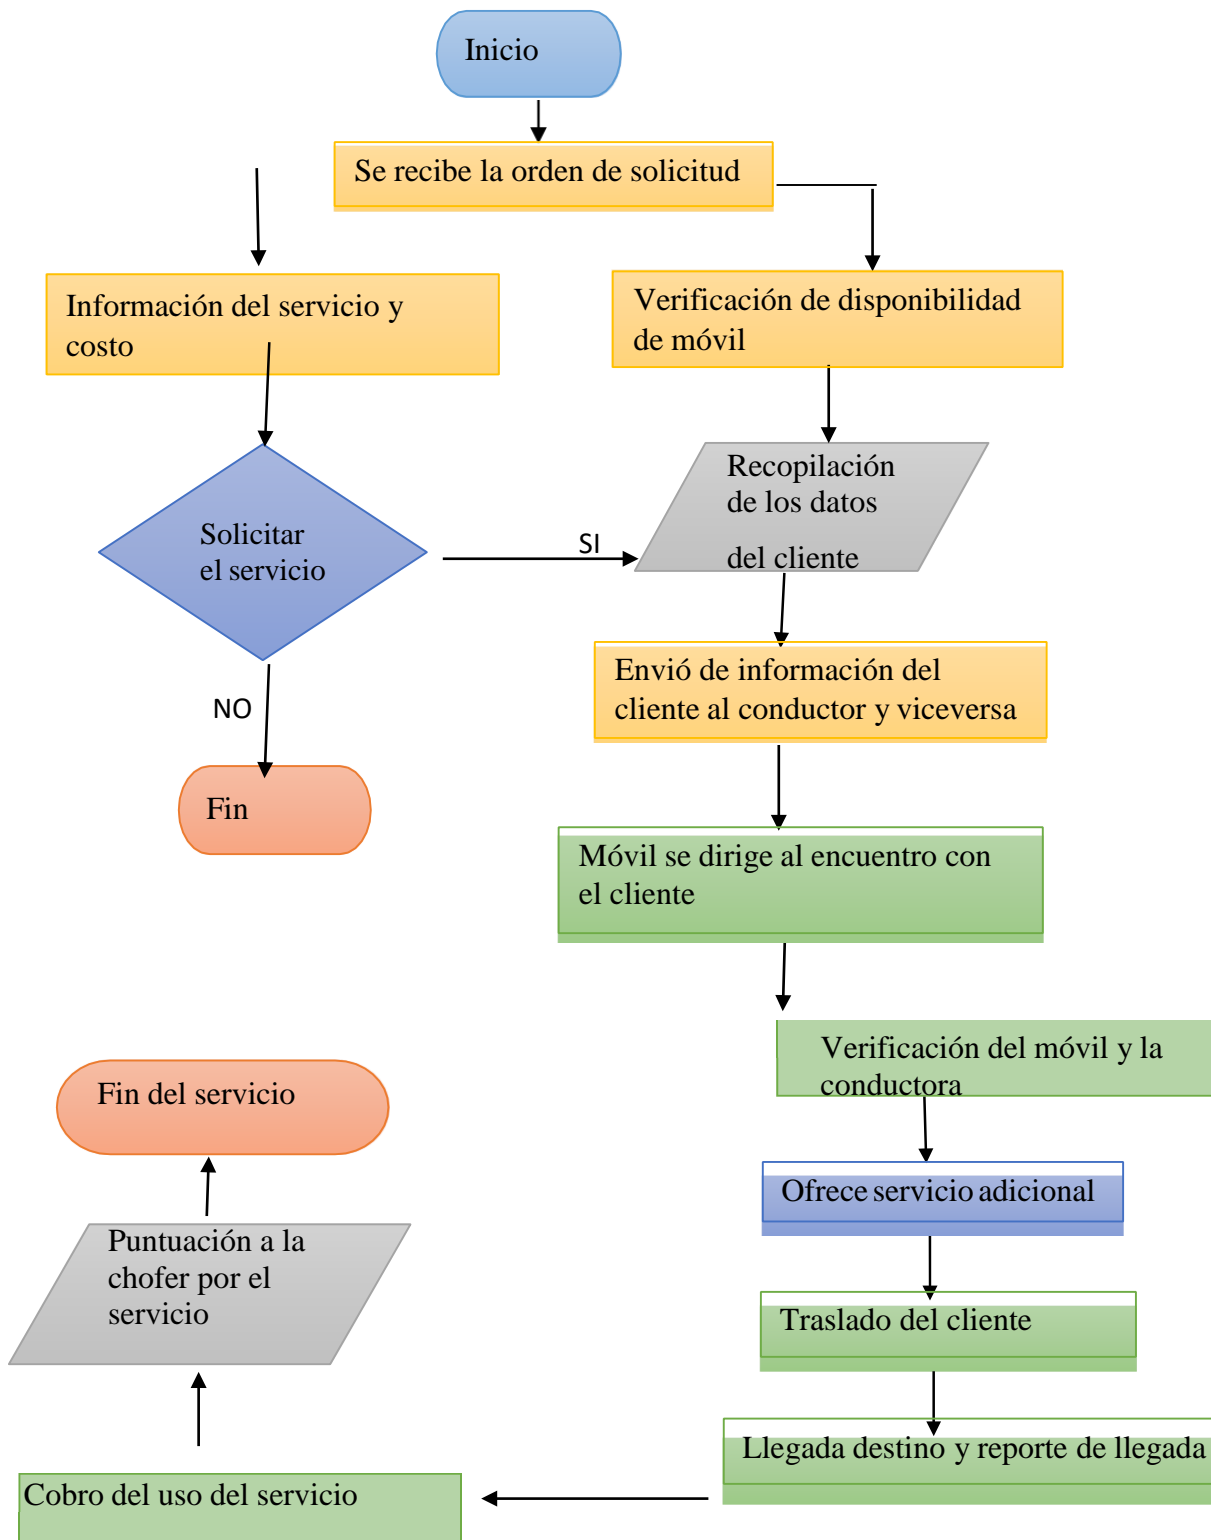 Inicio
Se recibe la orden de solicitud
Información del servicio y
costo
Verificación de disponibilidad
de móvil
Solicitar
el servicio
SI
Recopilación
de los datos
del cliente
NO
Envió de información del
cliente al conductor y viceversa
Fin
Móvil se dirige al encuentro con
el cliente
Verificación del móvil y la
conductora
Fin del servicio
Ofrece servicio adicional
Puntuación a la
chofer por el
servicio
Traslado del cliente
Llegada destino y reporte de llegada
Cobro del uso del servicio